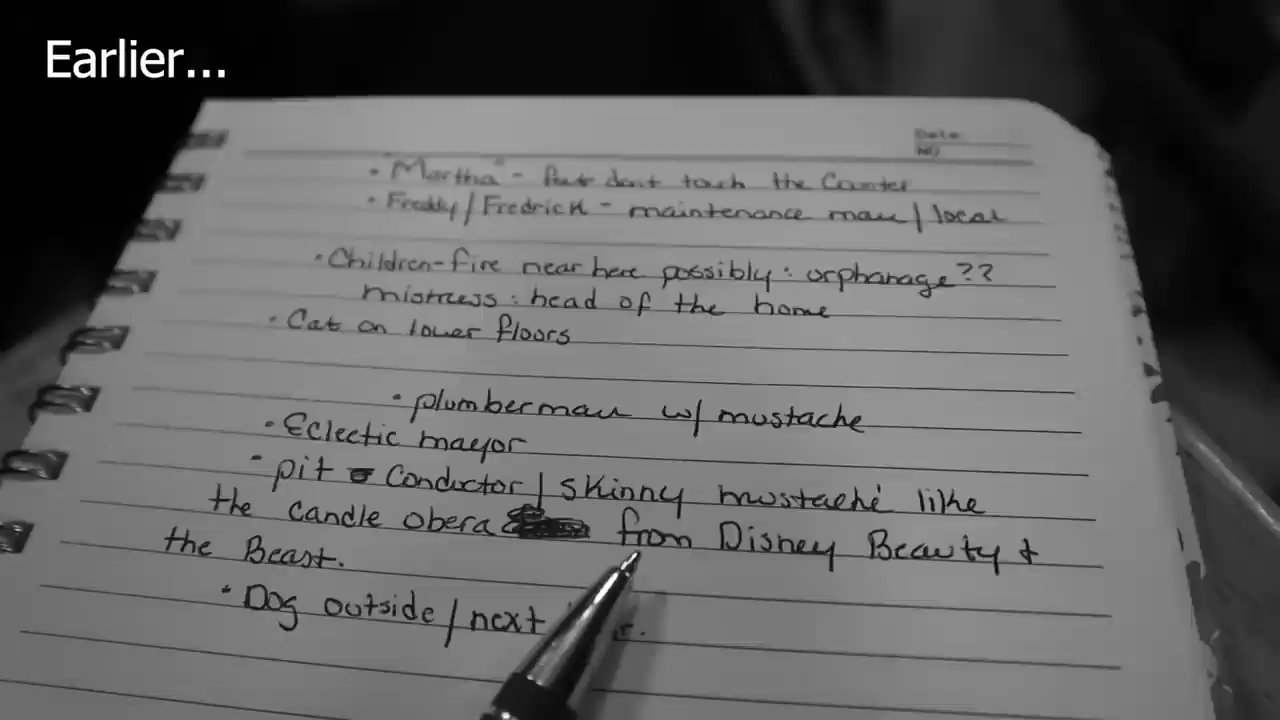 Earlier...
Date
No
• "Martha" - But dont touch the Counter
• Freddy/Fredrick - maintenance man/local
• Children-fire near here possibly: orphanage??
mistress: head of the home
• Cat on lower floors
• plumberman w/ mustache
• Eclectic mayor
• pit Conductor/skinny mustache like
the candle obera from Disney Beauty &
the Beast.
• Dog outside/next r.